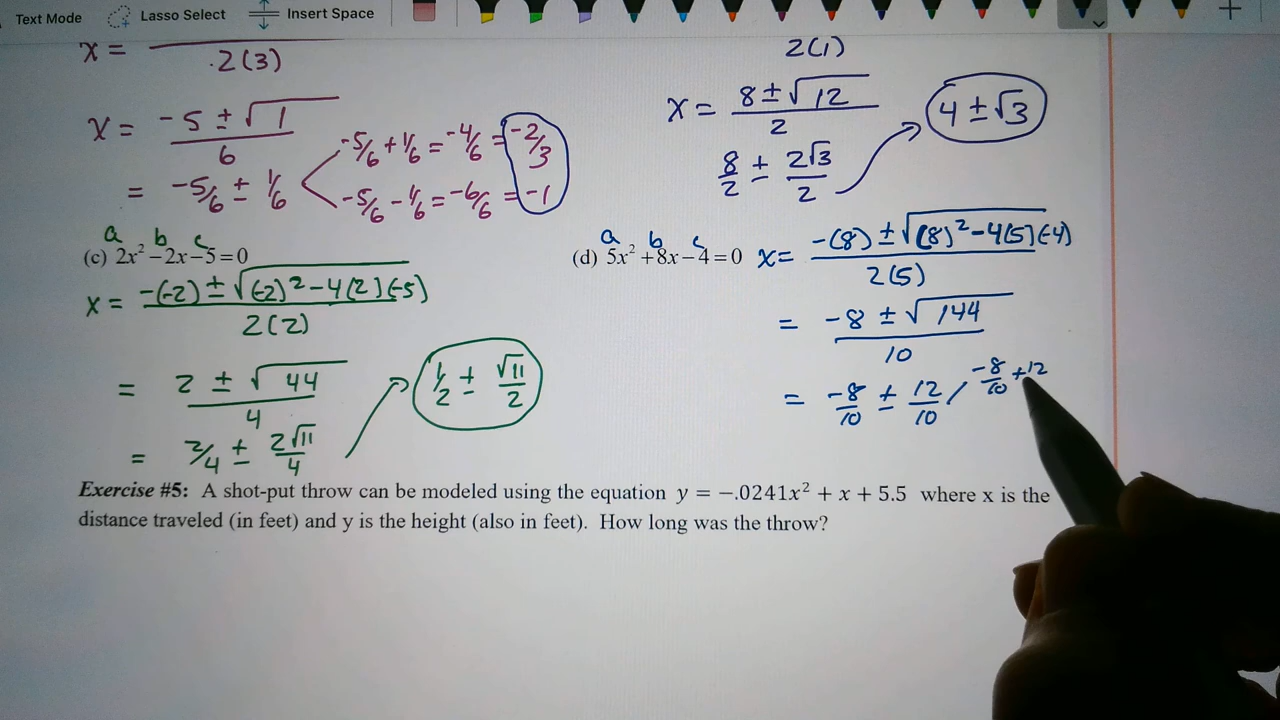 Text Mode Lasso Select Insert Space
x = 2(3)
x = -5 ± √1 / 6
= -5/6 ± 1/6
-5/6 + 1/6 = -4/6 = -2/3
-5/6 - 1/6 = -6/6 = -1
2(1)
x = 8 ± √12 / 2
8/2 ± 2√3/2
4 ± √3
a b c
(c) 2x² -2x-5=0
x = -(-2) ± √(-2)² - 4(2)(-5) / 2(2)
= 2 ± √44 / 4
= 2/4 ± 2√11/4
1/2 ± √11/2
a b c
(d) 5x² +8x-4=0
x = -(8) ± √(8)² - 4(5)(-4) / 2(5)
= -8 ± √144 / 10
= -8/10 ± 12/10
-8/10 + 12
Exercise #5: A shot-put throw can be modeled using the equation y = -.0241x² + x + 5.5 where x is the
distance traveled (in feet) and y is the height (also in feet). How long was the throw?